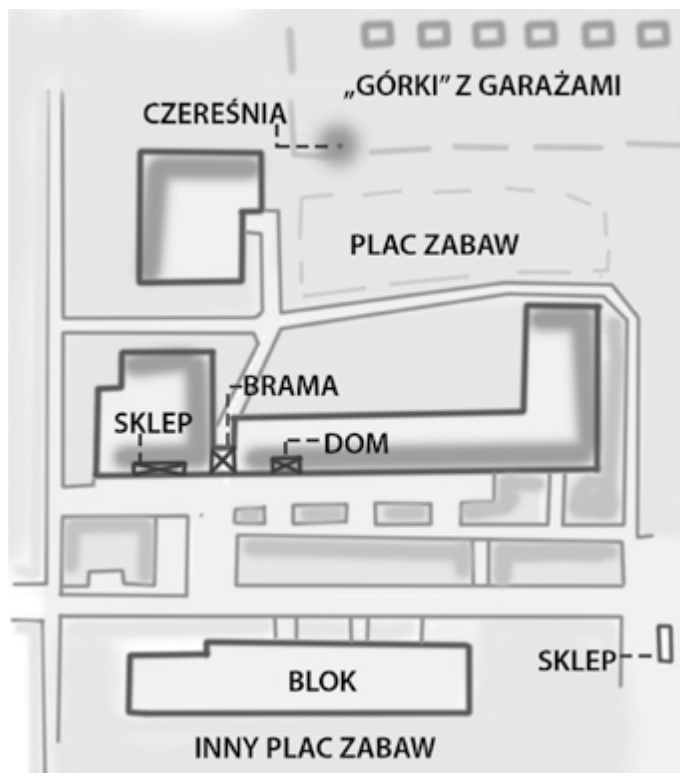 „GÓRKI” Z GARAŻAMI
CZEREŚNIA
PLAC ZABAW
BRAMA
SKLEP
DOM
SKLEP
BLOK
INNY PLAC ZABAW